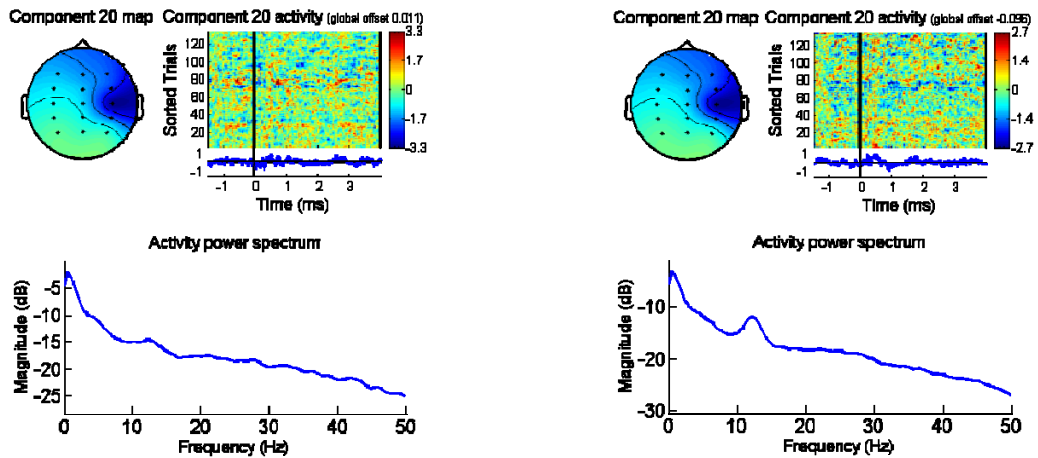 Component 20 map Component 20 activity (global offset 0.011)
Sorted Trials
120
100
80
60
40
20
3.3
1.7
0
-1.7
-3.3
1
-1
-1 0 1 2 3
Time (ms)
Activity power spectrum
Magnitude (dB)
-5
-10
-15
-20
-25
0 10 20 30 40 50
Frequency (Hz)
Component 20 map Component 20 activity (global offset -0.096)
Sorted Trials
120
100
80
60
40
20
2.7
1.4
0
-1.4
-2.7
1
-1
-1 0 1 2 3
Time (ms)
Activity power spectrum
Magnitude (dB)
-10
-20
-30
0 10 20 30 40 50
Frequency (Hz)